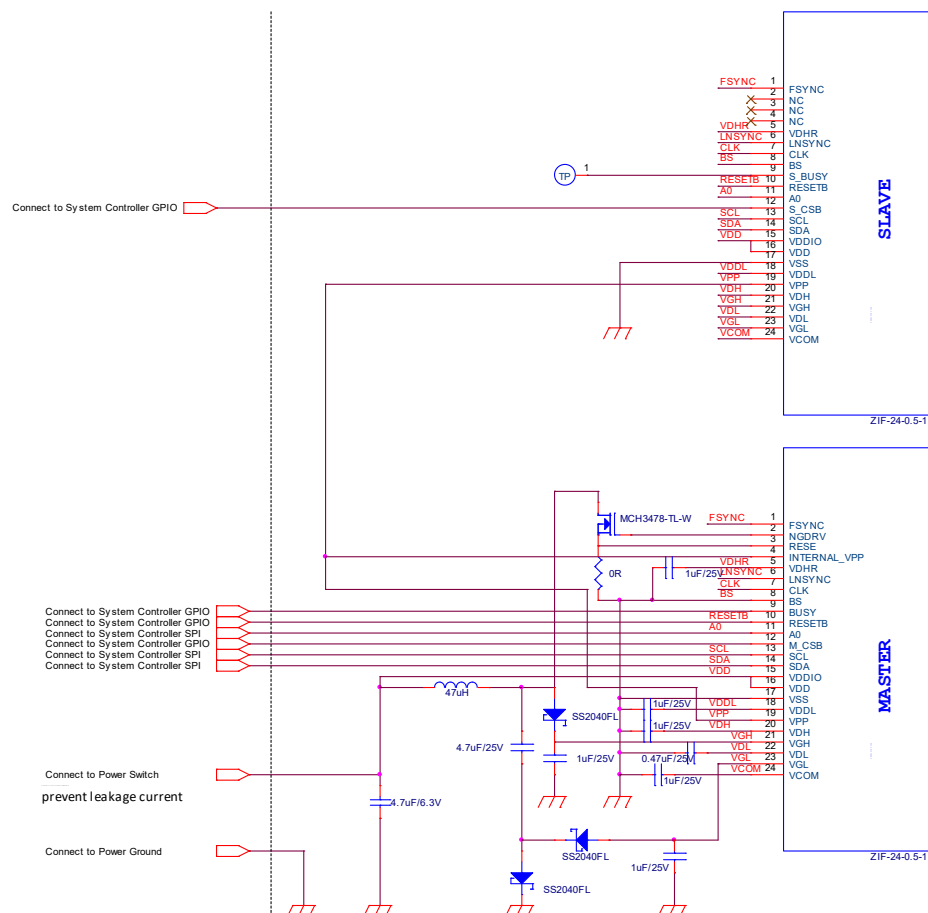 FSYNC 1 FSYNC
2 NC
3 NC
4 NC
VDHR 5 VDHR
LNSYNC 6 LNSYNC
CLK 7 CLK
BS 8 BS
TP 1 9 S_BUSY
RESETB 10 RESETB
A0 11 A0
Connect to System Controller GPIO 12 S_CSB
SCL 13 SCL
SDA 14 SDA
VDD 15 VDDIO
16 VDD
17 VSS
VDDL 18 VDDL
VPP 19 VPP
VDH 20 VDH
VGH 21 VGH
VDL 22 VDL
VGL 23 VGL
VCOM 24 VCOM
SLAVE
ZIF-24-0.5-1
MCH3478-TL-W
FSYNC 1 FSYNC
2 NGDRV
3 RESE
4 INTERNAL_VPP
0R 1uF/25V VDHR 5 VDHR
LNSYNC 6 LNSYNC
CLK 7 CLK
BS 8 BS
Connect to System Controller GPIO 9 BUSY
Connect to System Controller GPIO RESETB 10 RESETB
Connect to System Controller SPI A0 11 A0
Connect to System Controller GPIO 12 M_CSB
Connect to System Controller SPI SCL 13 SCL
Connect to System Controller SPI SDA 14 SDA
VDD 15 VDDIO
16 VDD
47uH 17 VSS
1uF/25V VDDL 18 VDDL
SS2040FL VPP 19 VPP
1uF/25V VDH 20 VDH
VGH 21 VGH
4.7uF/25V VDL 22 VDL
1uF/25V 0.47uF/25V VGL 23 VGL
Connect to Power Switch 1uF/25V VCOM 24 VCOM
MASTER
prevent leakage current
4.7uF/6.3V
Connect to Power Ground
SS2040FL
1uF/25V
SS2040FL
ZIF-24-0.5-1